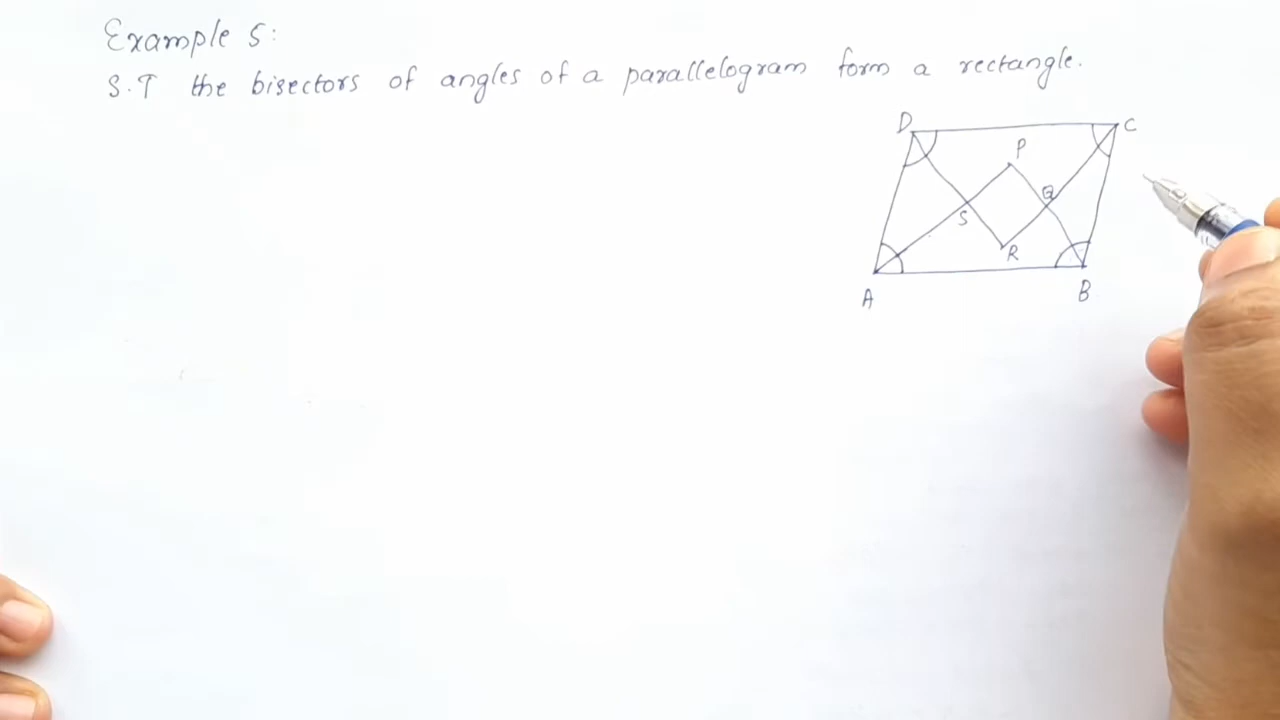 Example 5:
S.T the bisectors of angles of a parallelogram form a rectangle.
D C
P
Q
S
R
A B